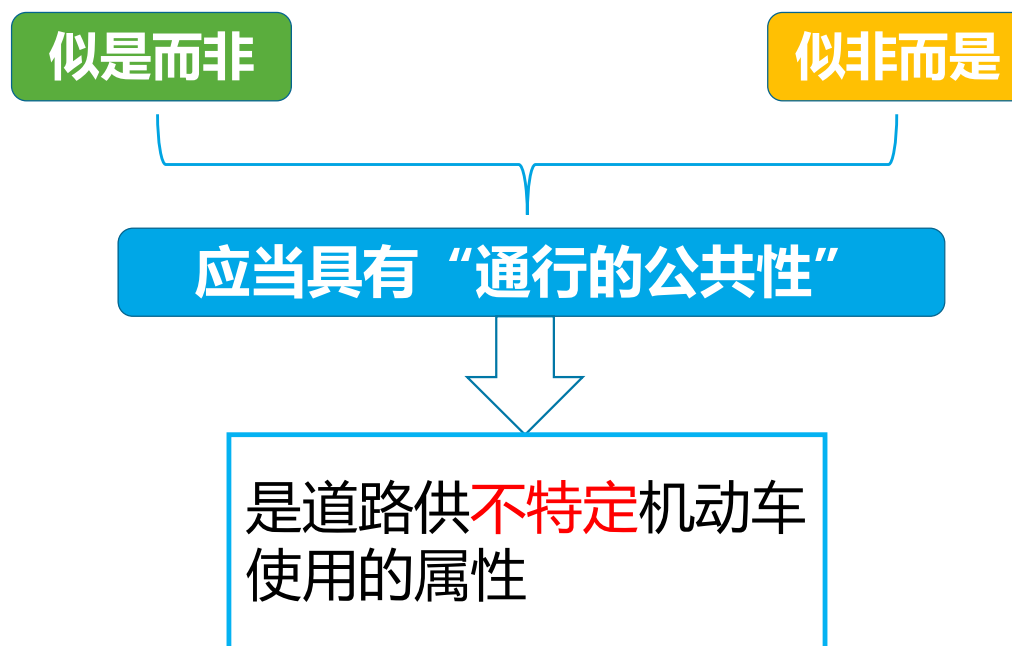 似是而非
似非而是
应当具有“通行的公共性”
是道路供不特定机动车
使用的属性